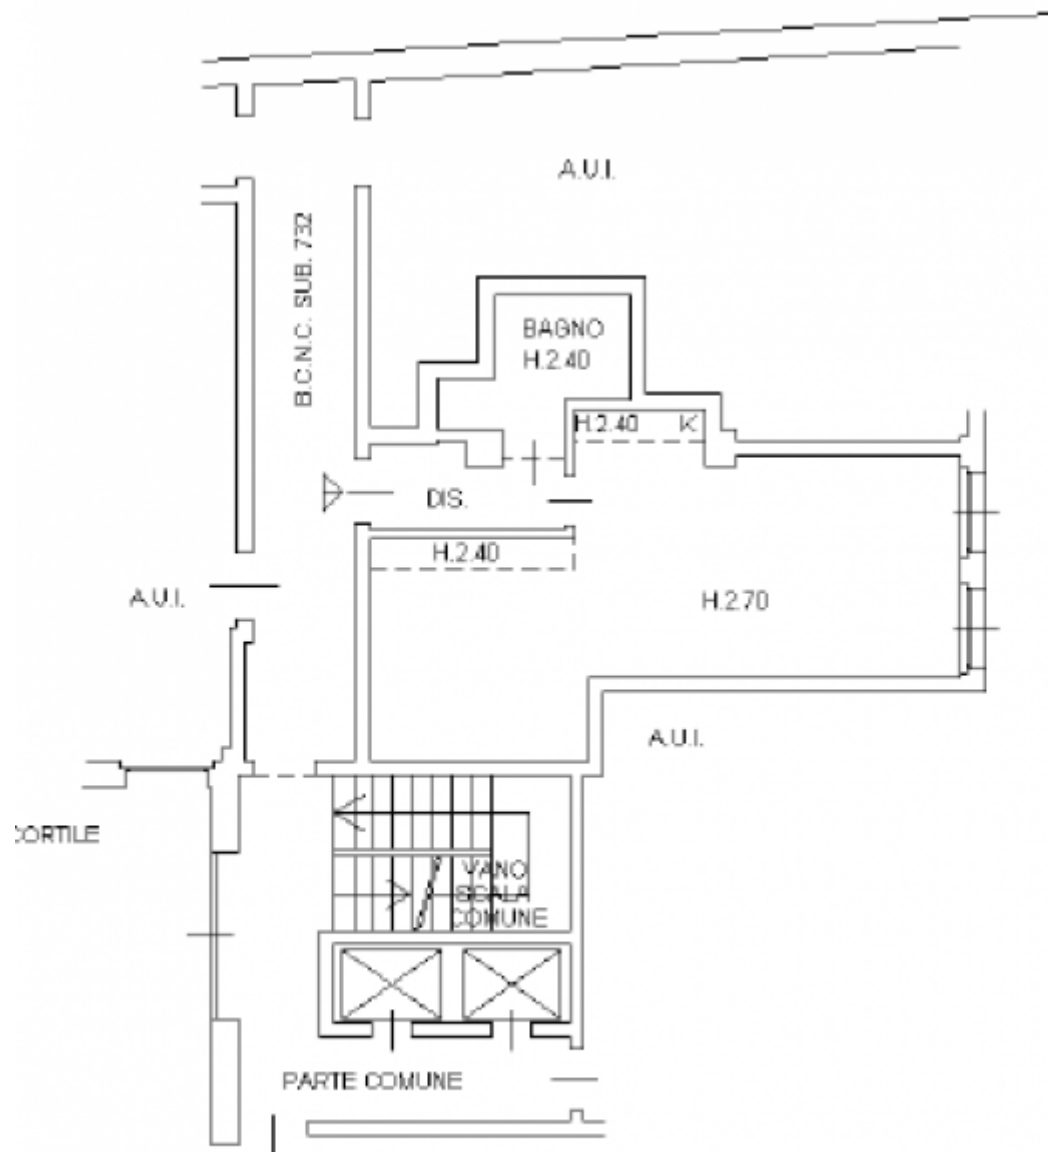 A.U.I.
B.C.N.C. SUB. 732
BAGNO
H.2.40
H.2.40 K
DIS.
H.2.40
A.U.I.
H.2.70
A.U.I.
CORTILE
VANO
SCALA
COMUNE
PARTE COMUNE